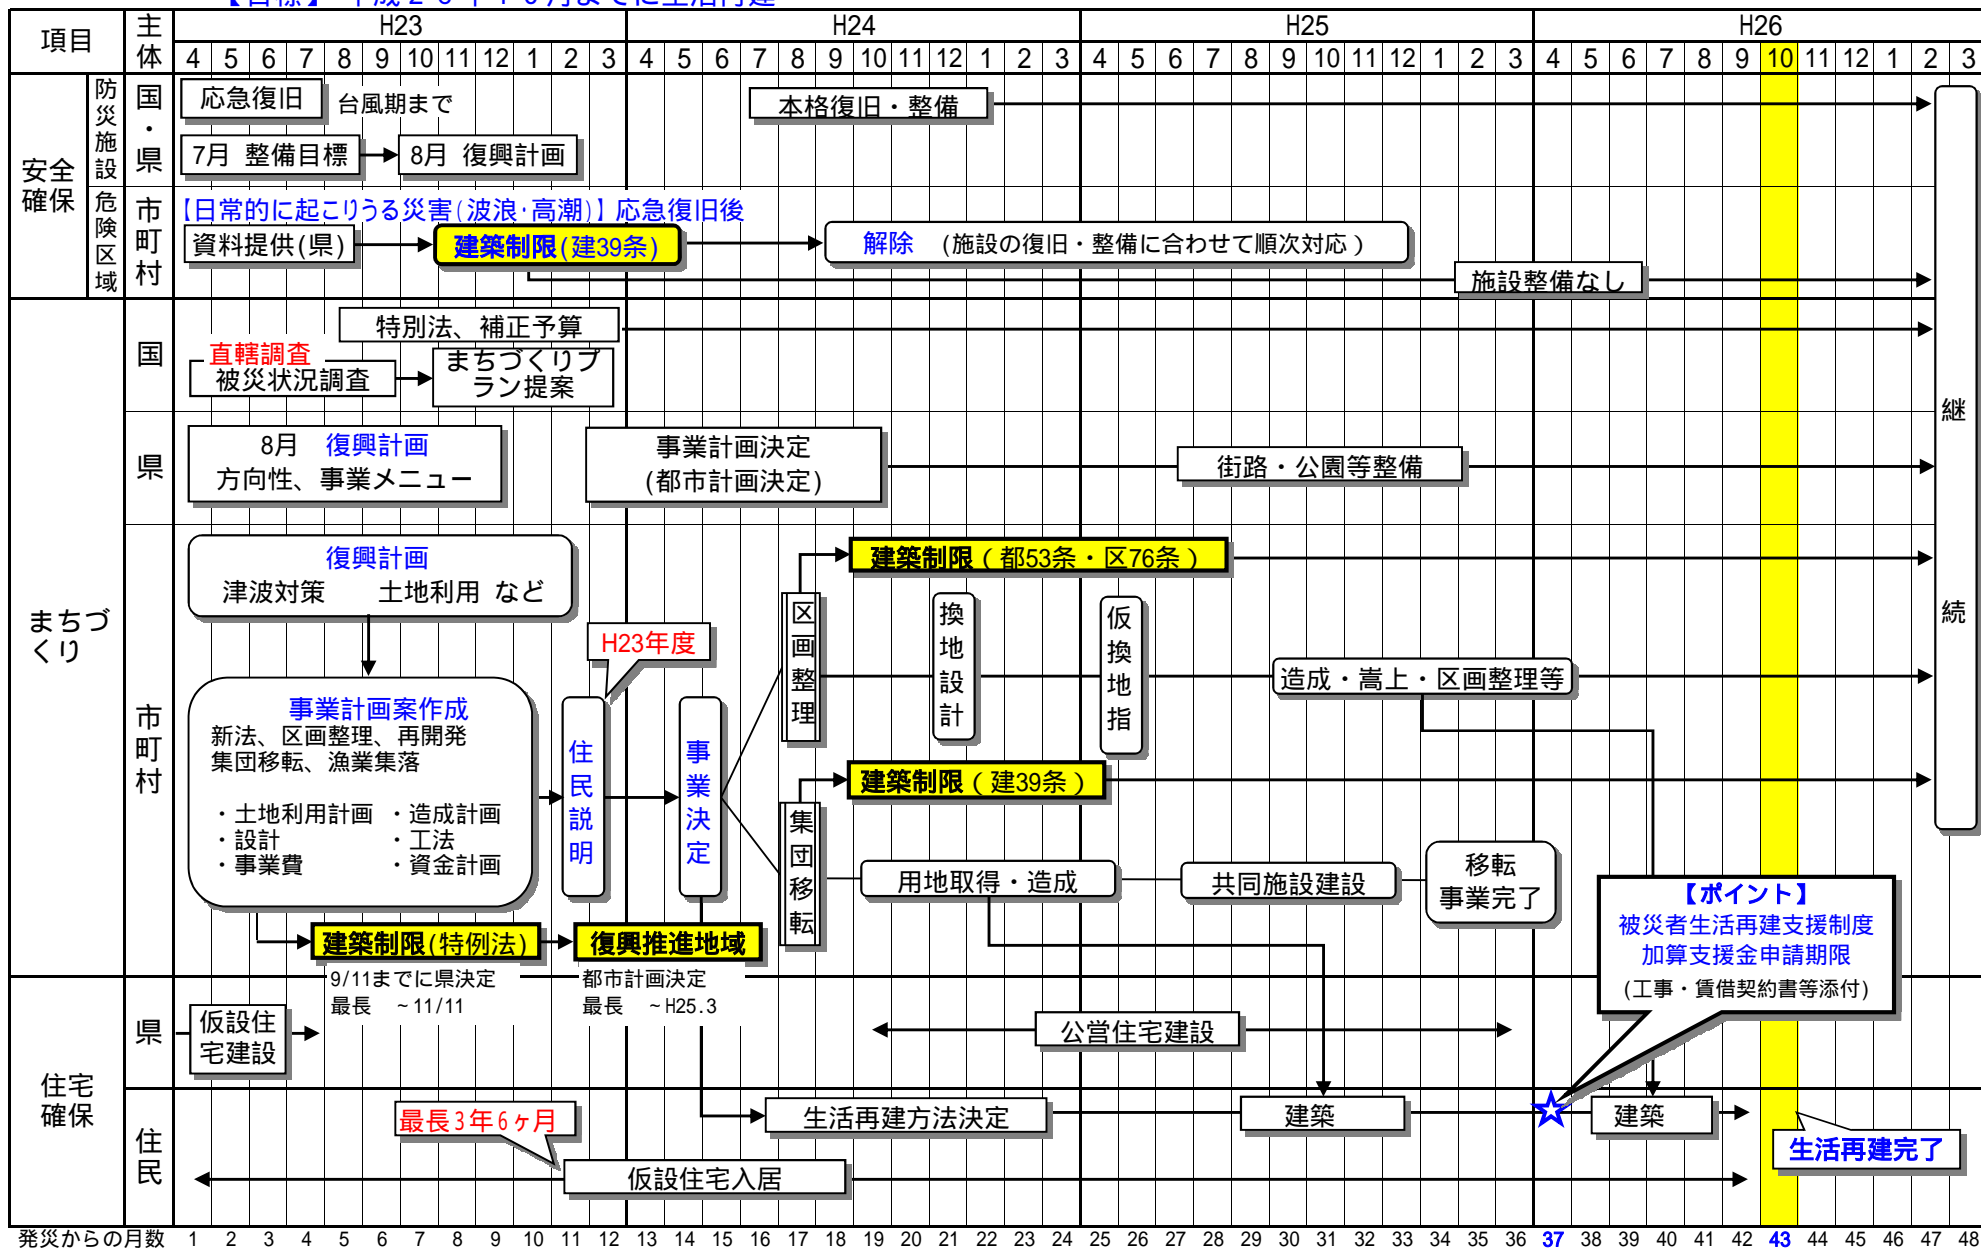 項目
主体
H23
H24
H25
H26
4 5 6 7 8 9 10 11 12 1 2 3 4 5 6 7 8 9 10 11 12 1 2 3 4 5 6 7 8 9 10 11 12 1 2 3 4 5 6 7 8 9 10 11 12 1 2 3
安全
確保
防災施設
国・県
応急復旧
台風期まで
本格復旧・整備
7月 整備目標
8月 復興計画
危険区域
市町村
【日常的に起こりうる災害(波浪・高潮)】応急復旧後
資料提供(県)
建築制限(建39条)
解除 (施設の復旧・整備に合わせて順次対応)
施設整備なし
まちづ
くり
国
特別法、補正予算
直轄調査
被災状況調査
まちづくりプ
ラン提案
県
8月 復興計画
方向性、事業メニュー
事業計画決定
(都市計画決定)
街路・公園等整備
継続
市町村
復興計画
津波対策 土地利用 など
建築制限(都53条・区76条)
区画整理
換地設計
仮換地指
H23年度
造成・嵩上・区画整理等
事業計画案作成
新法、区画整理、再開発
集団移転、漁業集落
・土地利用計画 ・造成計画
・設計 ・工法
・事業費 ・資金計画
住民説明
事業決定
建築制限(建39条)
集団移転
用地取得・造成
共同施設建設
移転
事業完了
建築制限(特例法)
9/11までに県決定
最長 ~11/11
復興推進地域
都市計画決定
最長 ~H25.3
【ポイント】
被災者生活再建支援制度
加算支援金申請期限
(工事・賃借契約書等添付)
住宅
確保
県
仮設住
宅建設
公営住宅建設
住民
最長3年6ヶ月
生活再建方法決定
建築
☆
建築
生活再建完了
仮設住宅入居
発災からの月数 1 2 3 4 5 6 7 8 9 10 11 12 13 14 15 16 17 18 19 20 21 22 23 24 25 26 27 28 29 30 31 32 33 34 35 36 37 38 39 40 41 42 43 44 45 46 47 48